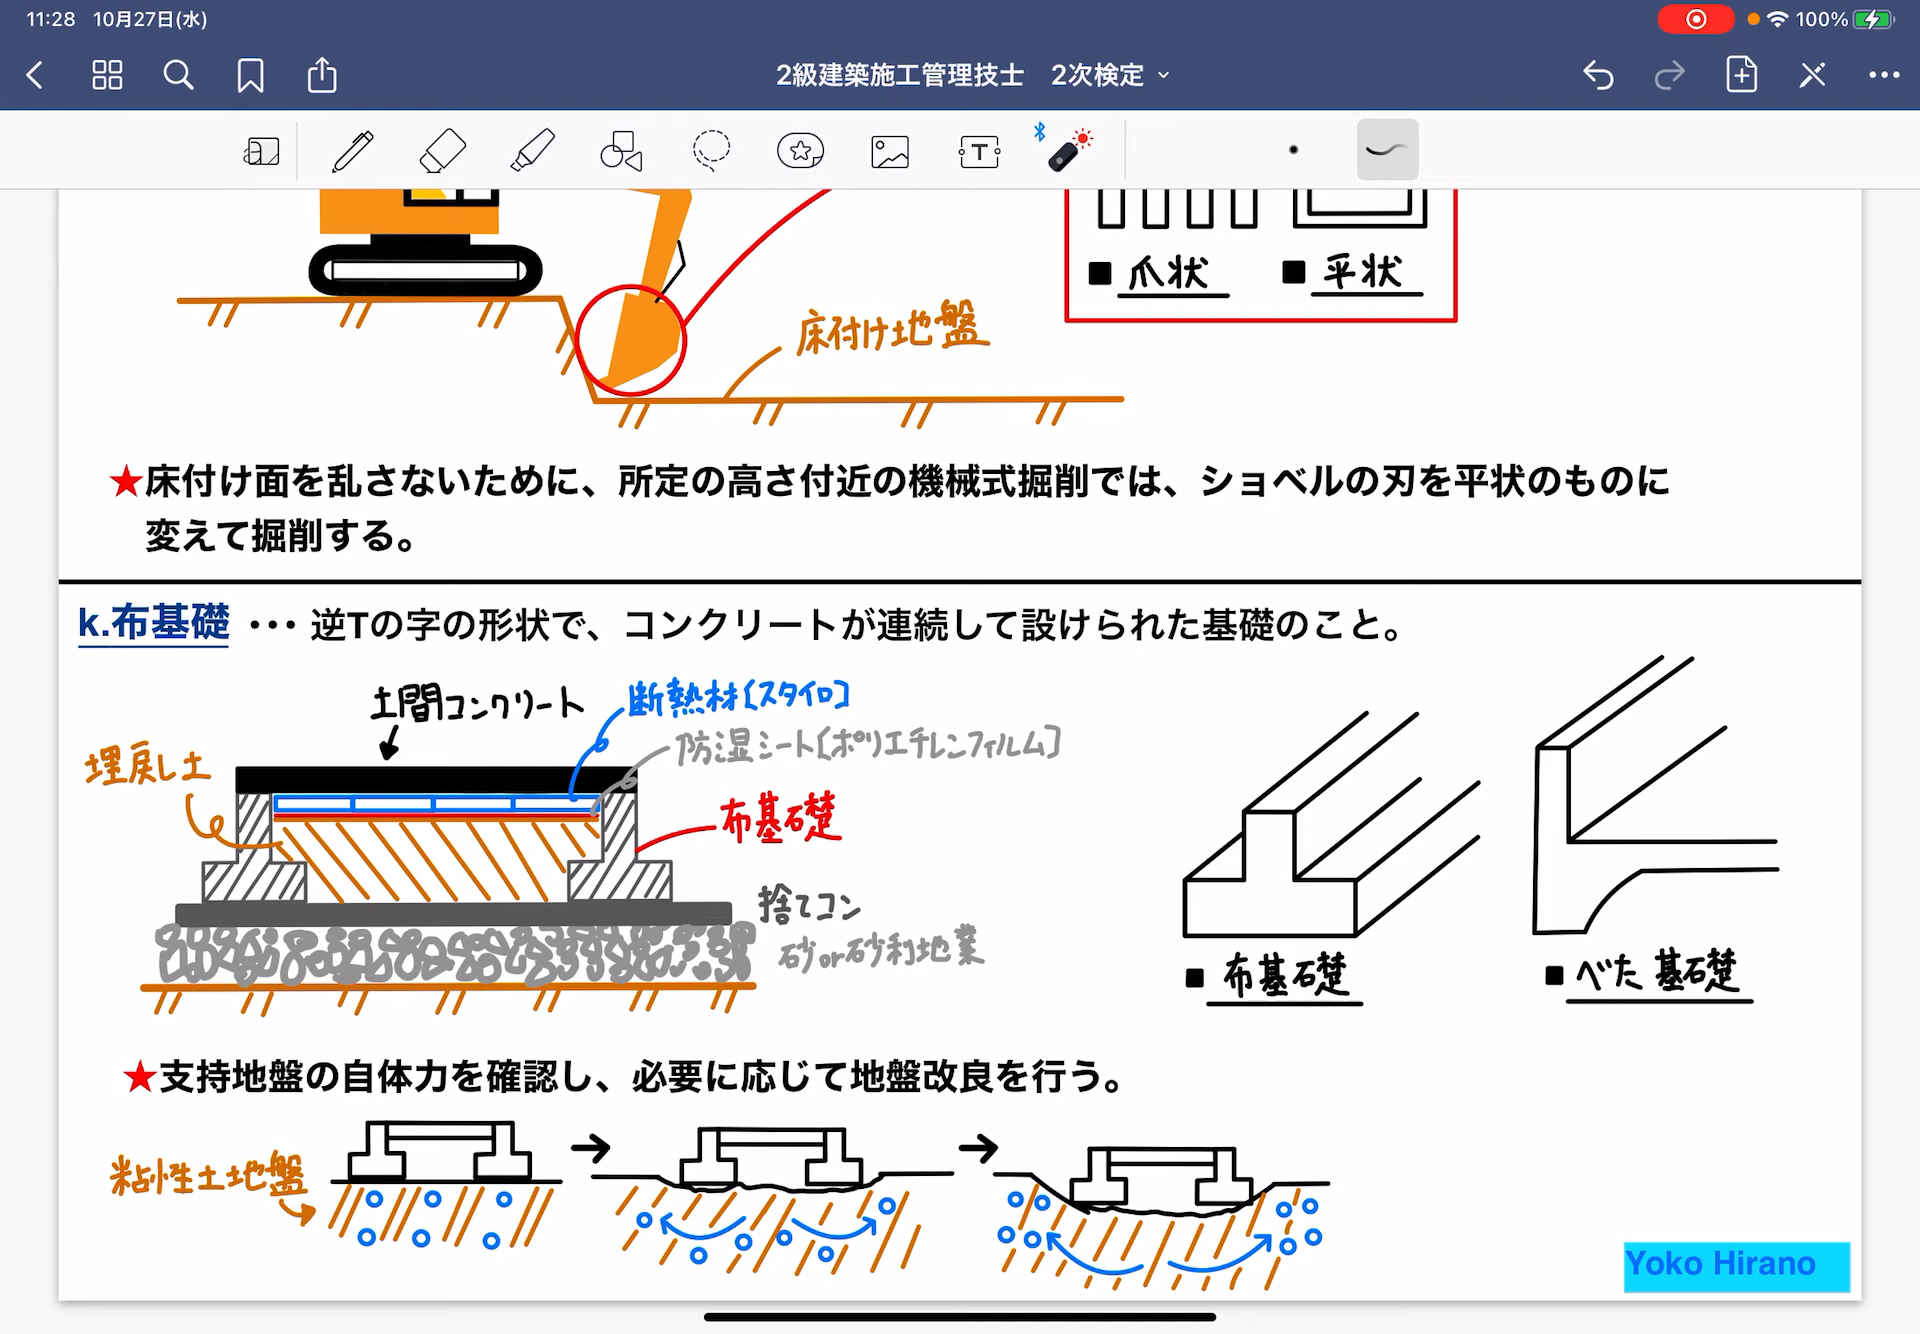 11:28 10月27日(水)
100%
2級建築施工管理技士 2次検定
T
■ 爪状 ■ 平状
床付け地盤
★床付け面を乱さないために、所定の高さ付近の機械式掘削では、ショベルの刃を平状のものに
変えて掘削する。
k.布基礎 ・・・ 逆Tの字の形状で、コンクリートが連続して設けられた基礎のこと。
土間コンクリート
断熱材[スタイロ]
防湿シート[ポリエチレンフィルム]
埋戻し土
布基礎
捨てコン
砂or砂利地業
■ 布基礎
■ べた基礎
★支持地盤の自体力を確認し、必要に応じて地盤改良を行う。
粘性土地盤
Yoko Hirano